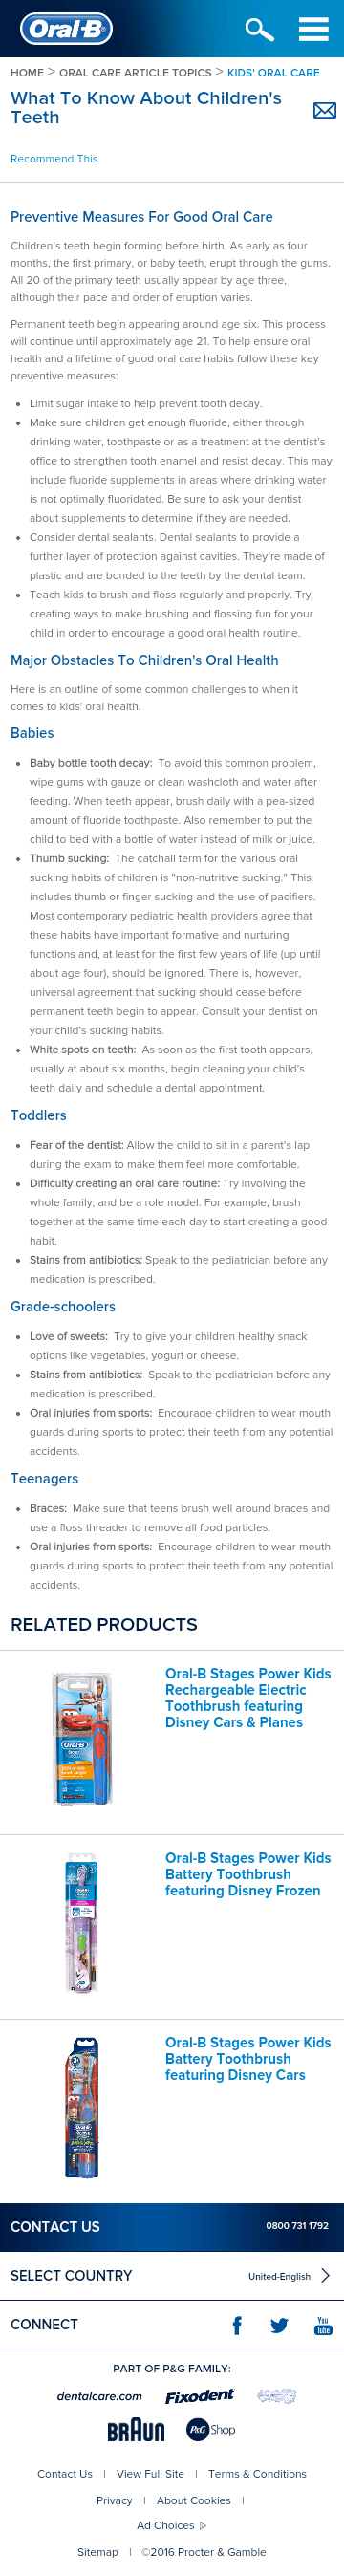 Oral-B
HOME > ORAL CARE ARTICLE TOPICS > KIDS' ORAL CARE
What To Know About Children's
Teeth
Recommend This
Preventive Measures For Good Oral Care
Children's teeth begin forming before birth. As early as four
months, the first primary, or baby teeth, erupt through the gums.
All 20 of the primary teeth usually appear by age three,
although their pace and order of eruption varies.
Permanent teeth begin appearing around age six. This process
will continue until approximately age 21. To help ensure oral
health and a lifetime of good oral care habits follow these key
preventive measures:
Limit sugar intake to help prevent tooth decay.
Make sure children get enough fluoride, either through
drinking water, toothpaste or as a treatment at the dentist's
office to strengthen tooth enamel and resist decay. This may
include fluoride supplements in areas where drinking water
is not optimally fluoridated. Be sure to ask your dentist
about supplements to determine if they are needed.
Consider dental sealants. Dental sealants to provide a
further layer of protection against cavities. They're made of
plastic and are bonded to the teeth by the dental team.
Teach kids to brush and floss regularly and properly. Try
creating ways to make brushing and flossing fun for your
child in order to encourage a good oral health routine.
Major Obstacles To Children's Oral Health
Here is an outline of some common challenges to when it
comes to kids' oral health.
Babies
Baby bottle tooth decay: To avoid this common problem,
wipe gums with gauze or clean washcloth and water after
feeding. When teeth appear, brush daily with a pea-sized
amount of fluoride toothpaste. Also remember to put the
child to bed with a bottle of water instead of milk or juice.
Thumb sucking: The catchall term for the various oral
sucking habits of children is "non-nutritive sucking." This
includes thumb or finger sucking and the use of pacifiers.
Most contemporary pediatric health providers agree that
these habits have important formative and nurturing
functions and, at least for the first few years of life (up until
about age four), should be ignored. There is, however,
universal agreement that sucking should cease before
permanent teeth begin to appear. Consult your dentist on
your child's sucking habits.
White spots on teeth: As soon as the first tooth appears,
usually at about six months, begin cleaning your child's
teeth daily and schedule a dental appointment.
Toddlers
Fear of the dentist: Allow the child to sit in a parent's lap
during the exam to make them feel more comfortable.
Difficulty creating an oral care routine: Try involving the
whole family, and be a role model. For example, brush
together at the same time each day to start creating a good
habit.
Stains from antibiotics: Speak to the pediatrician before any
medication is prescribed.
Grade-schoolers
Love of sweets: Try to give your children healthy snack
options like vegetables, yogurt or cheese.
Stains from antibiotics: Speak to the pediatrician before any
medication is prescribed.
Oral injuries from sports: Encourage children to wear mouth
guards during sports to protect their teeth from any potential
accidents.
Teenagers
Braces: Make sure that teens brush well around braces and
use a floss threader to remove all food particles.
Oral injuries from sports: Encourage children to wear mouth
guards during sports to protect their teeth from any potential
accidents.
RELATED PRODUCTS
Oral-B Stages Power Kids
Rechargeable Electric
Toothbrush featuring
Disney Cars & Planes
Oral-B
Oral-B Stages Power Kids
Battery Toothbrush
featuring Disney Frozen
Oral-B Stages Power Kids
Battery Toothbrush
featuring Disney Cars
CONTACT US 0800 731 1792
SELECT COUNTRY United-English
CONNECT You Tube
PART OF P&G FAMILY:
dentalcare.com Fixodent
BRAUN P&G Shop
Contact Us | View Full Site | Terms & Conditions
Privacy | About Cookies |
Ad Choices
Sitemap | ©2016 Procter & Gamble